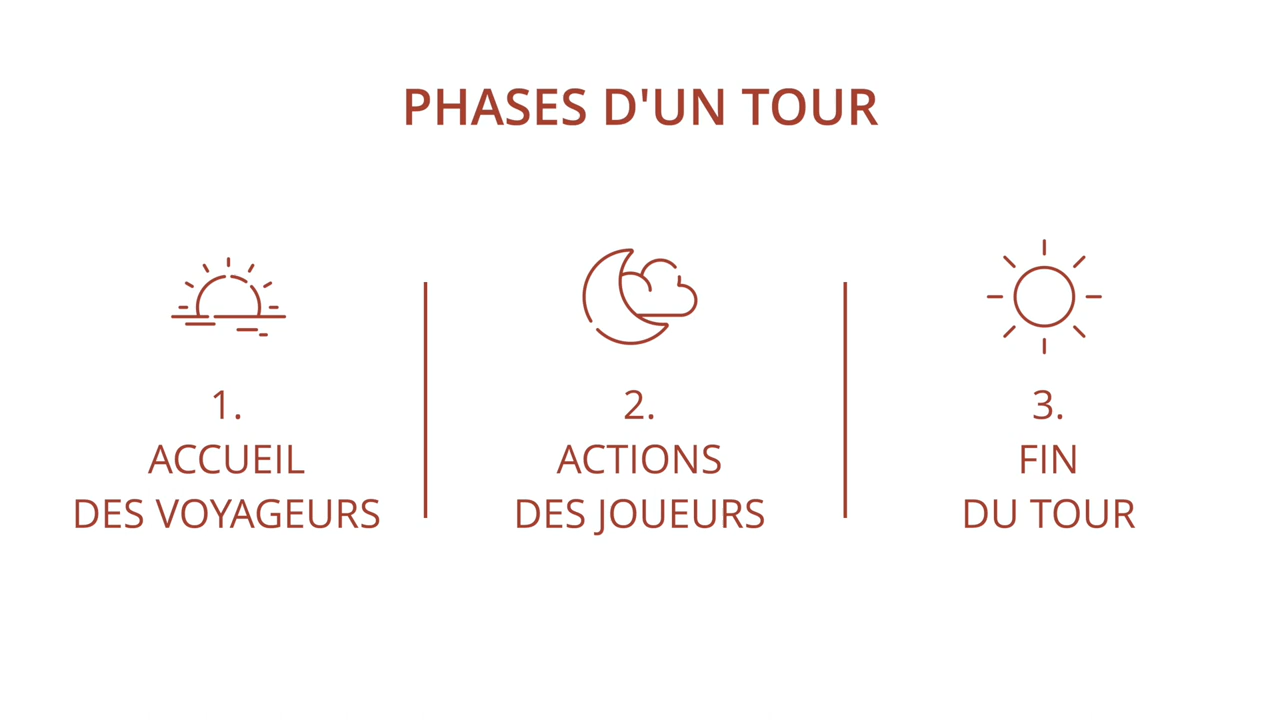 PHASES D'UN TOUR
1.
ACCUEIL
DES VOYAGEURS
2.
ACTIONS
DES JOUEURS
3.
FIN
DU TOUR